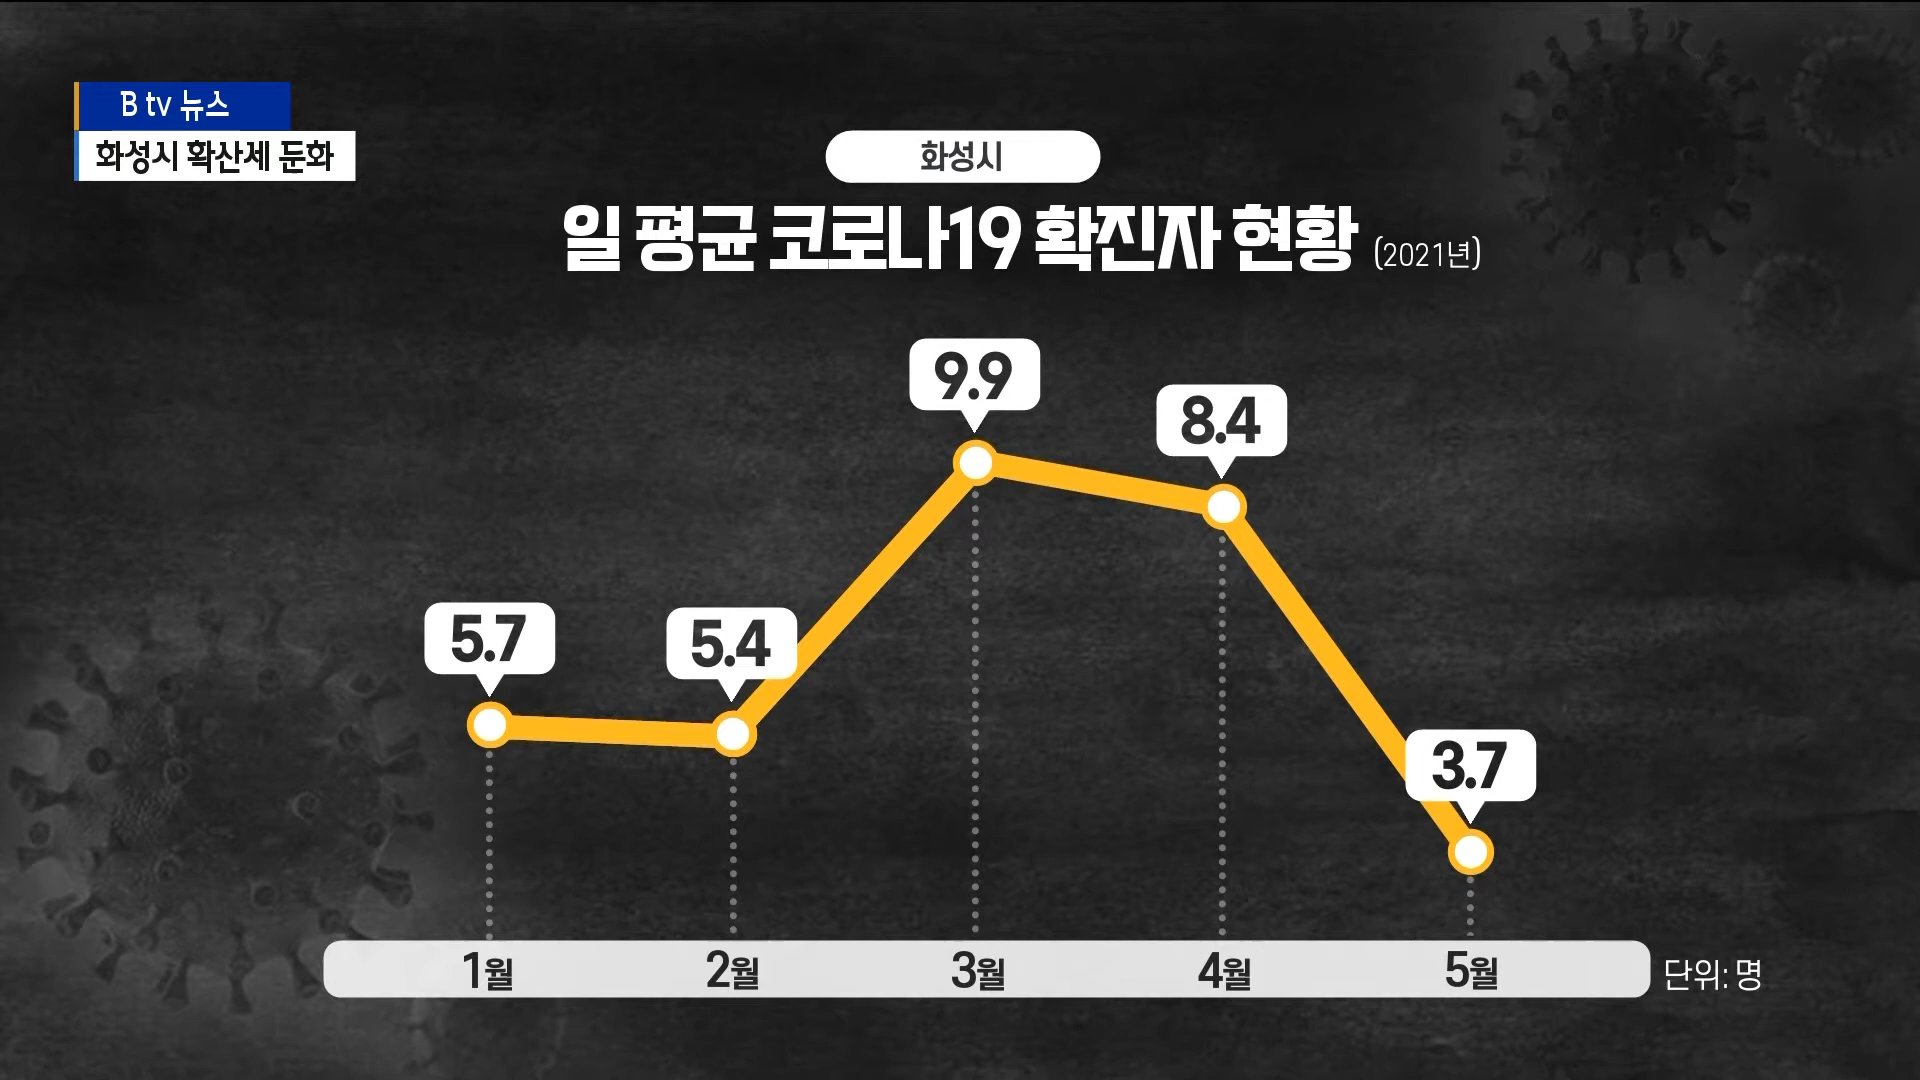 B tv 뉴스
화성시 확산세 둔화
화성시
일 평균 코로나19 확진자 현황 (2021년)
9.9
8.4
5.7
5.4
3.7
1월 2월 3월 4월 5월 단위: 명